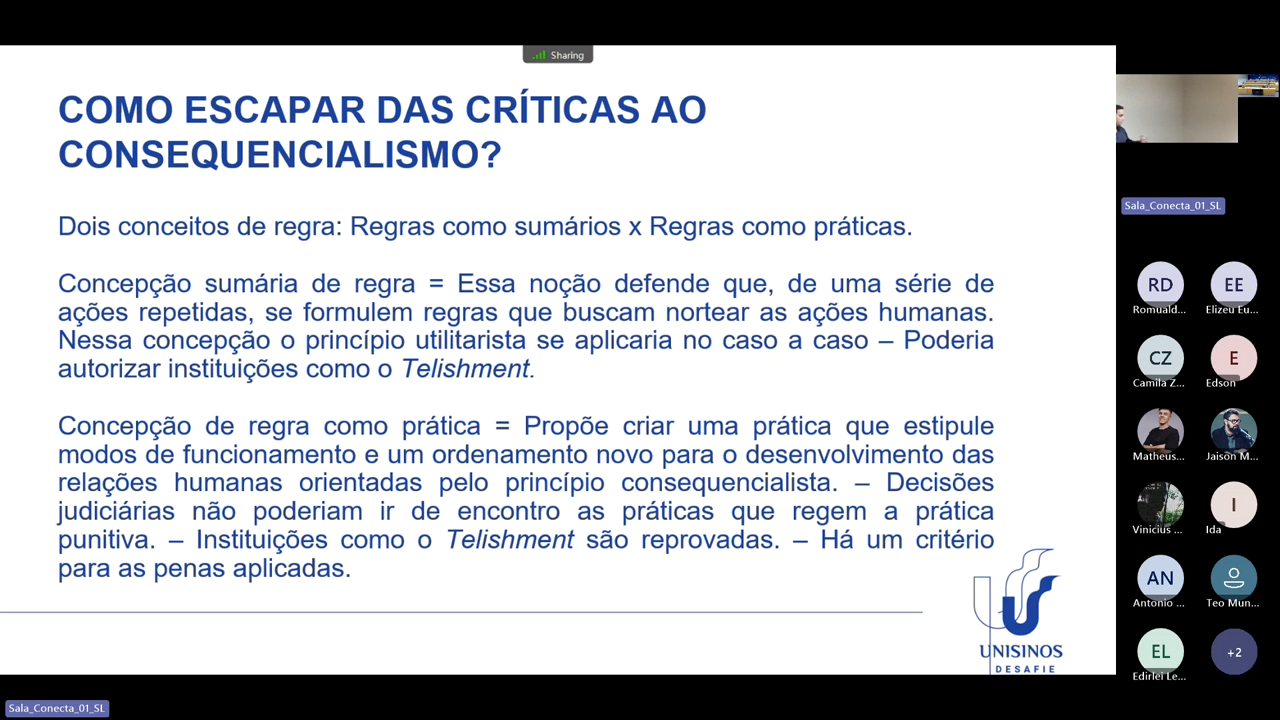 Sharing
COMO ESCAPAR DAS CRÍTICAS AO
CONSEQUENCIALISMO?
Dois conceitos de regra: Regras como sumários x Regras como práticas.
Concepção sumária de regra = Essa noção defende que, de uma série de
ações repetidas, se formulem regras que buscam nortear as ações humanas.
Nessa concepção o princípio utilitarista se aplicaria no caso a caso – Poderia
autorizar instituições como o Telishment.
Concepção de regra como prática = Propõe criar uma prática que estipule
modos de funcionamento e um ordenamento novo para o desenvolvimento das
relações humanas orientadas pelo princípio consequencialista. – Decisões
judiciárias não poderiam ir de encontro as práticas que regem a prática
punitiva. – Instituições como o Telishment são reprovadas. – Há um critério
para as penas aplicadas.
UNISINOS
DESAFIE
Sala_Conecta_01_SL
Sala_Conecta_01_SL
RD
EE
Romuald...
Elizeu Eu...
CZ
E
Camila Z...
Edson
Matheus...
Jaison M...
I
Vinicius ...
Ida
AN
Antonio ...
Teo Mun...
EL
+2
Edirlei Le...